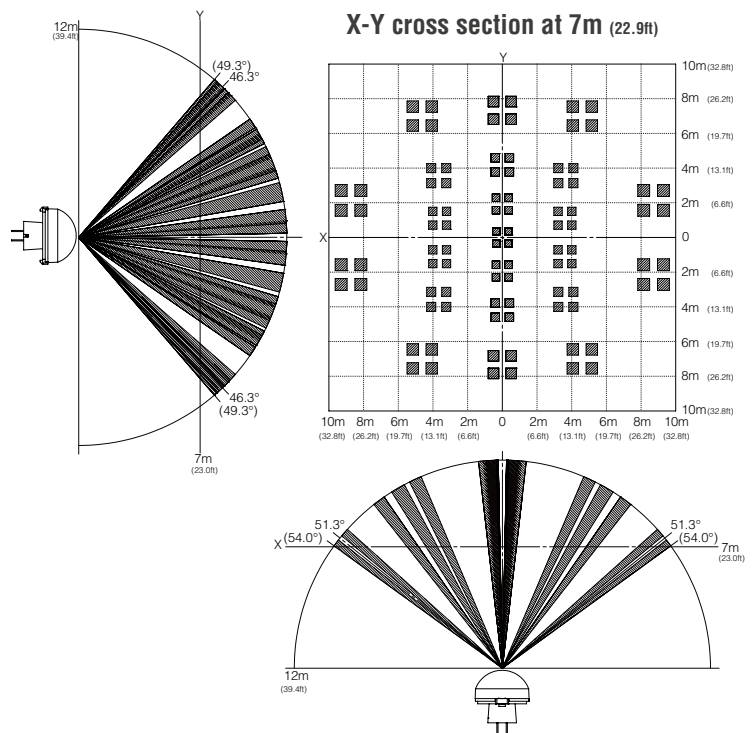 X-Y cross section at 7m (22.9ft)
Y
12m
(39.4ft)
(49.3°)
46.3°
46.3°
(49.3°)
7m
(23.0ft)
Y
X
10m (32.8ft)
8m (26.2ft)
6m (19.7ft)
4m (13.1ft)
2m (6.6ft)
0
2m (6.6ft)
4m (13.1ft)
6m (19.7ft)
8m (26.2ft)
10m (32.8ft)
10m 8m 6m 4m 2m 0 2m 4m 6m 8m 10m
(32.8ft) (26.2ft) (19.7ft) (13.1ft) (6.6ft) (6.6ft) (13.1ft) (19.7ft) (26.2ft) (32.8ft)
51.3°
X (54.0°)
51.3°
(54.0°) 7m
(23.0ft)
12m
(39.4ft)